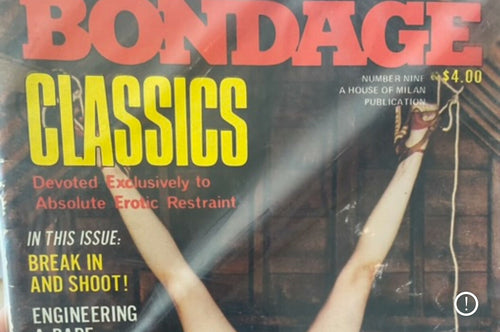 BONDAGE
NUMBER NINE $4.00
A HOUSE OF MILAN
PUBLICATION
CLASSICS
Devoted Exclusively to
Absolute Erotic Restraint
IN THIS ISSUE:
BREAK IN
AND SHOOT!
ENGINEERING